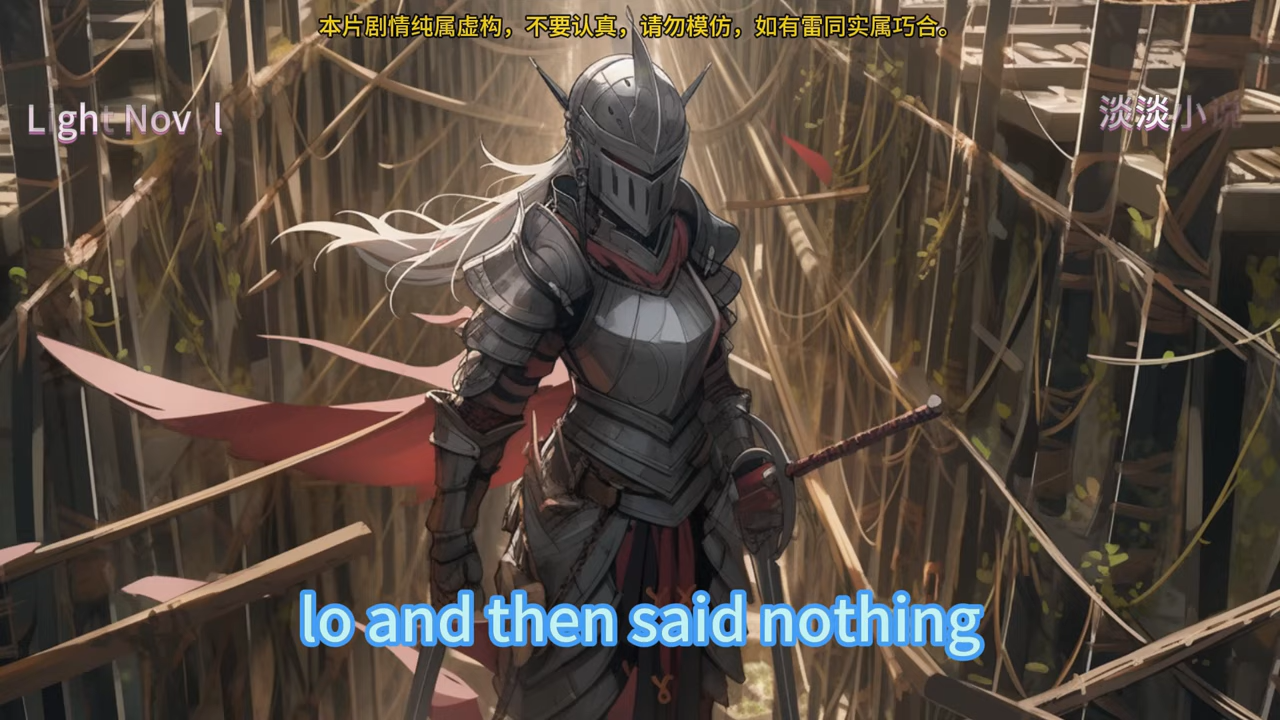 本片剧情纯属虚构，不要认真，请勿模仿，如有雷同实属巧合。
Light Nov l
淡淡小说
lo and then said nothing